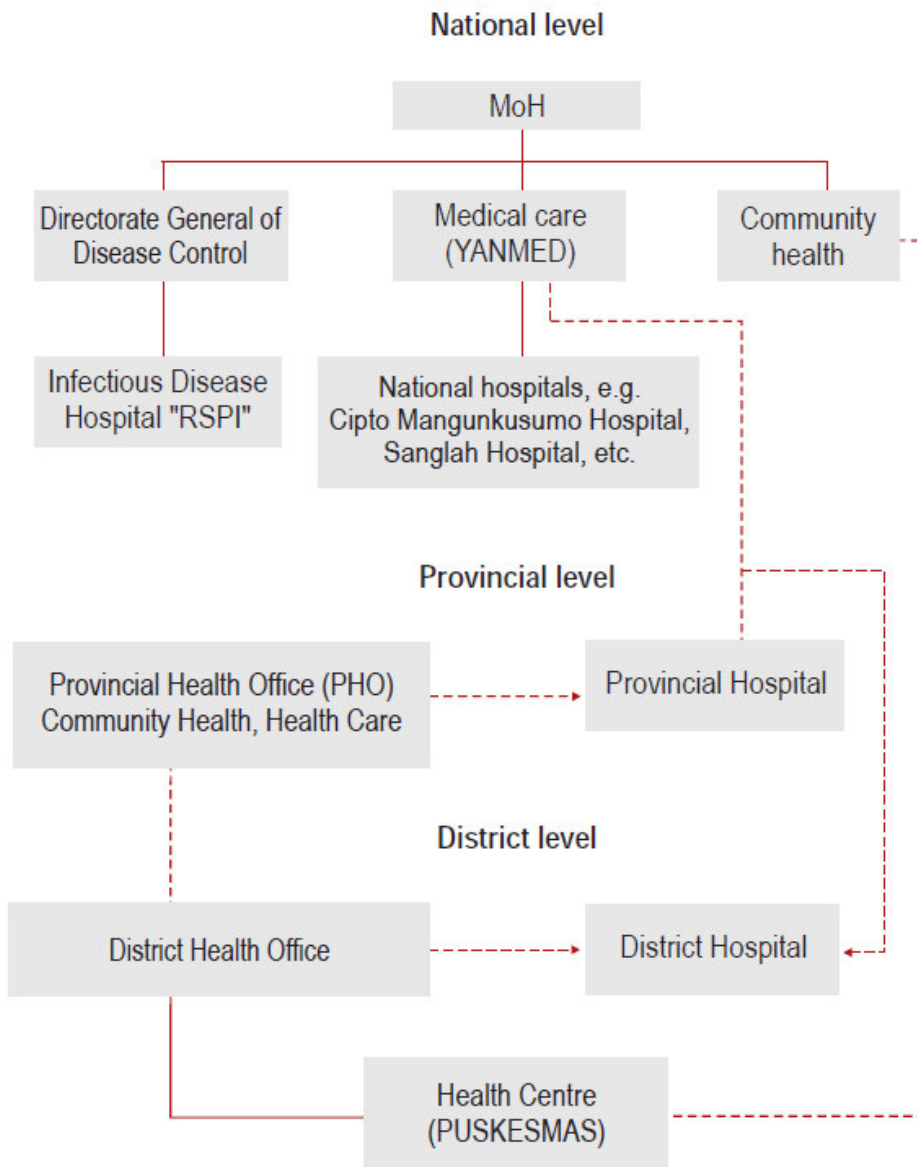 National level
MoH
Directorate General of
Disease Control
Medical care
(YANMED)
Community
health
Infectious Disease
Hospital "RSPI"
National hospitals, e.g.
Cipto Mangunkusumo Hospital,
Sanglah Hospital, etc.
Provincial level
Provincial Health Office (PHO)
Community Health, Health Care
Provincial Hospital
District level
District Health Office
District Hospital
Health Centre
(PUSKESMAS)